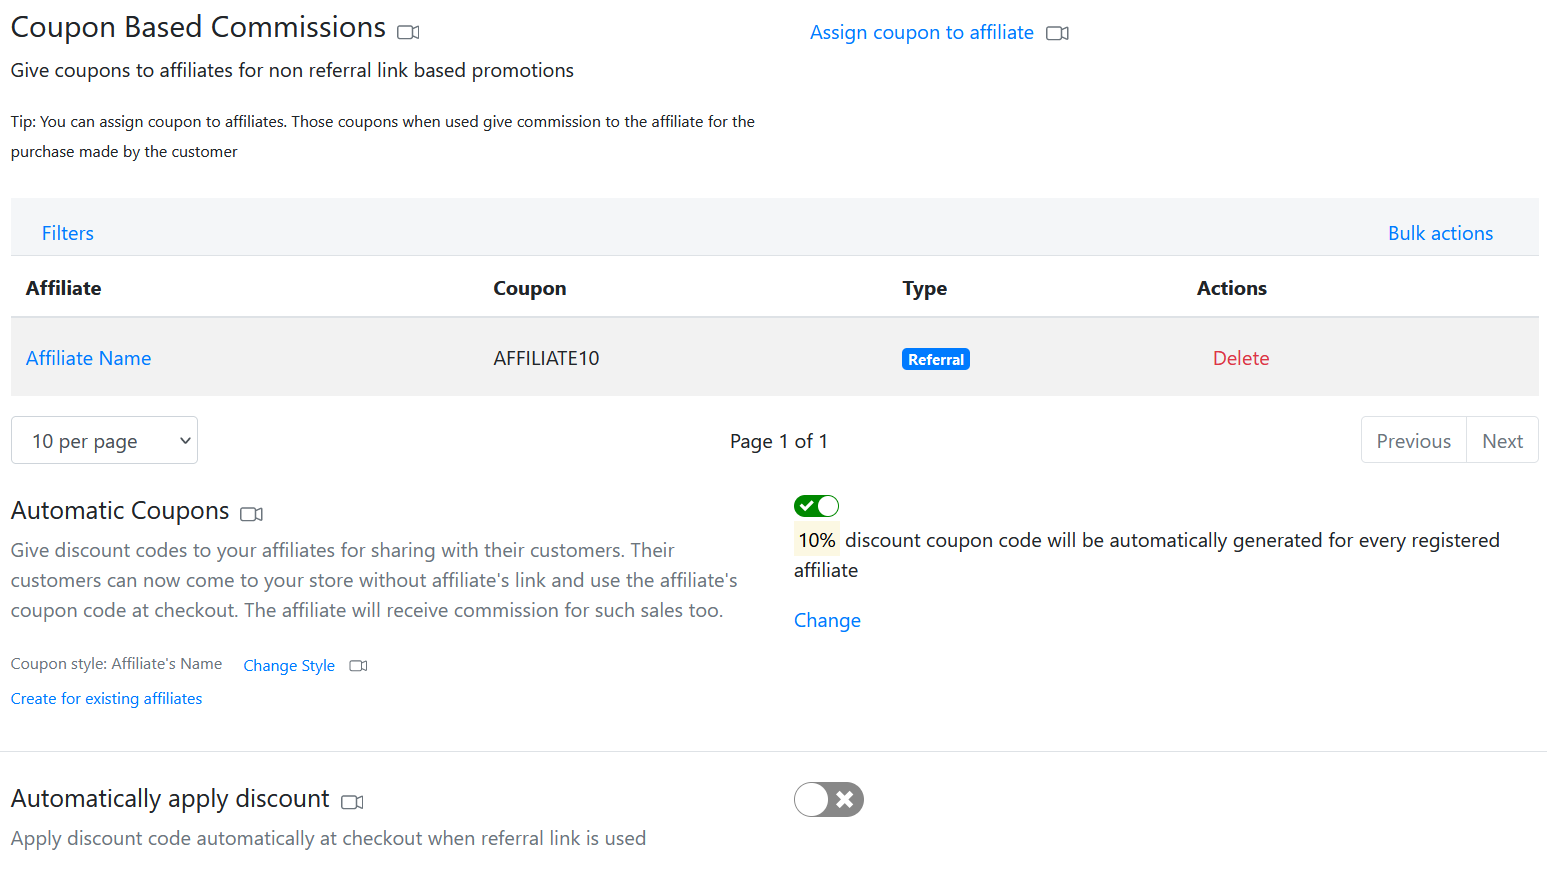 Coupon Based Commissions
Assign coupon to affiliate
Give coupons to affiliates for non referral link based promotions
Tip: You can assign coupon to affiliates. Those coupons when used give commission to the affiliate for the
purchase made by the customer
Filters
Bulk actions
Affiliate Coupon Type Actions
Affiliate Name AFFILIATE10 Referral Delete
10 per page
Page 1 of 1
Previous Next
Automatic Coupons
Give discount codes to your affiliates for sharing with their customers. Their
customers can now come to your store without affiliate's link and use the affiliate's
coupon code at checkout. The affiliate will receive commission for such sales too.
Coupon style: Affiliate's Name Change Style
Create for existing affiliates
10% discount coupon code will be automatically generated for every registered
affiliate
Change
Automatically apply discount
Apply discount code automatically at checkout when referral link is used